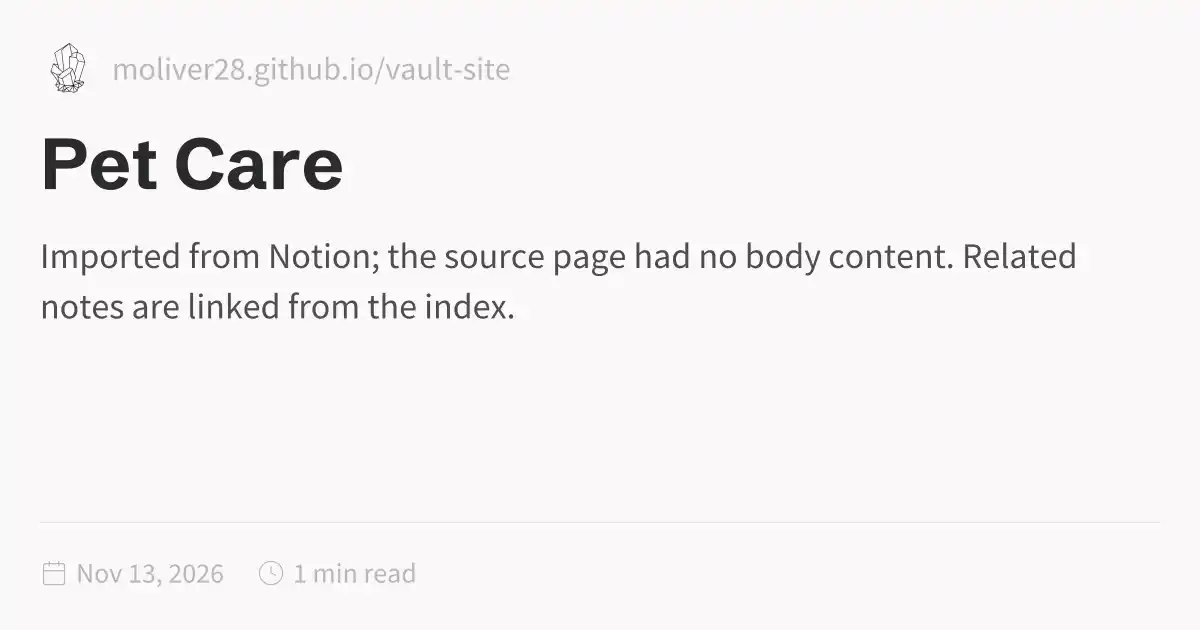 moliver28.github.io/vault-site
Pet Care
Imported from Notion; the source page had no body content. Related
notes are linked from the index.
Nov 13, 2026 1 min read